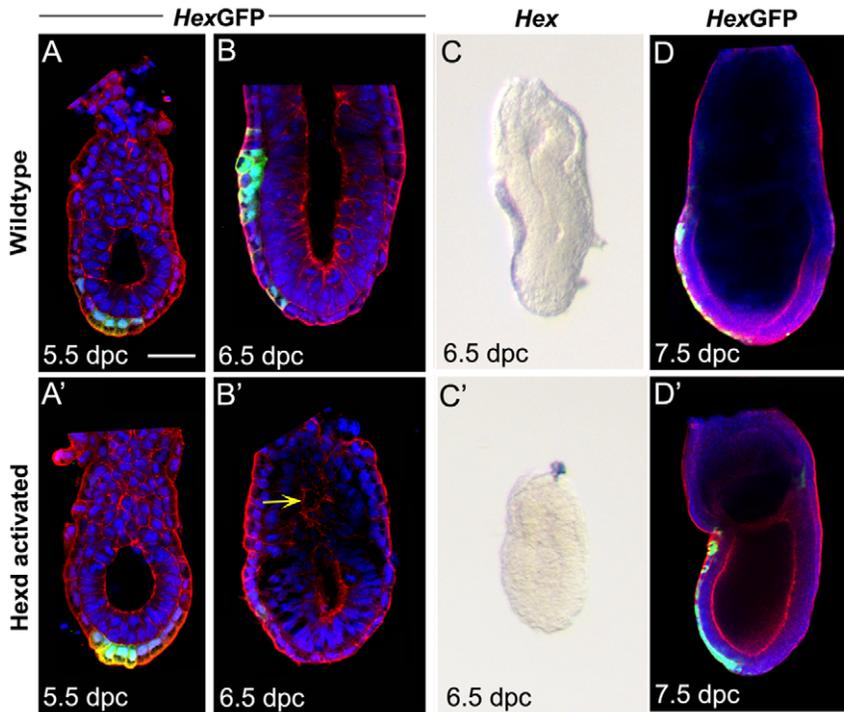 HexGFP Hex HexGFP
Wildtype
A B C D
5.5 dpc 6.5 dpc 6.5 dpc 7.5 dpc
Hexd activated
A’ B’ C’ D’
5.5 dpc 6.5 dpc 6.5 dpc 7.5 dpc